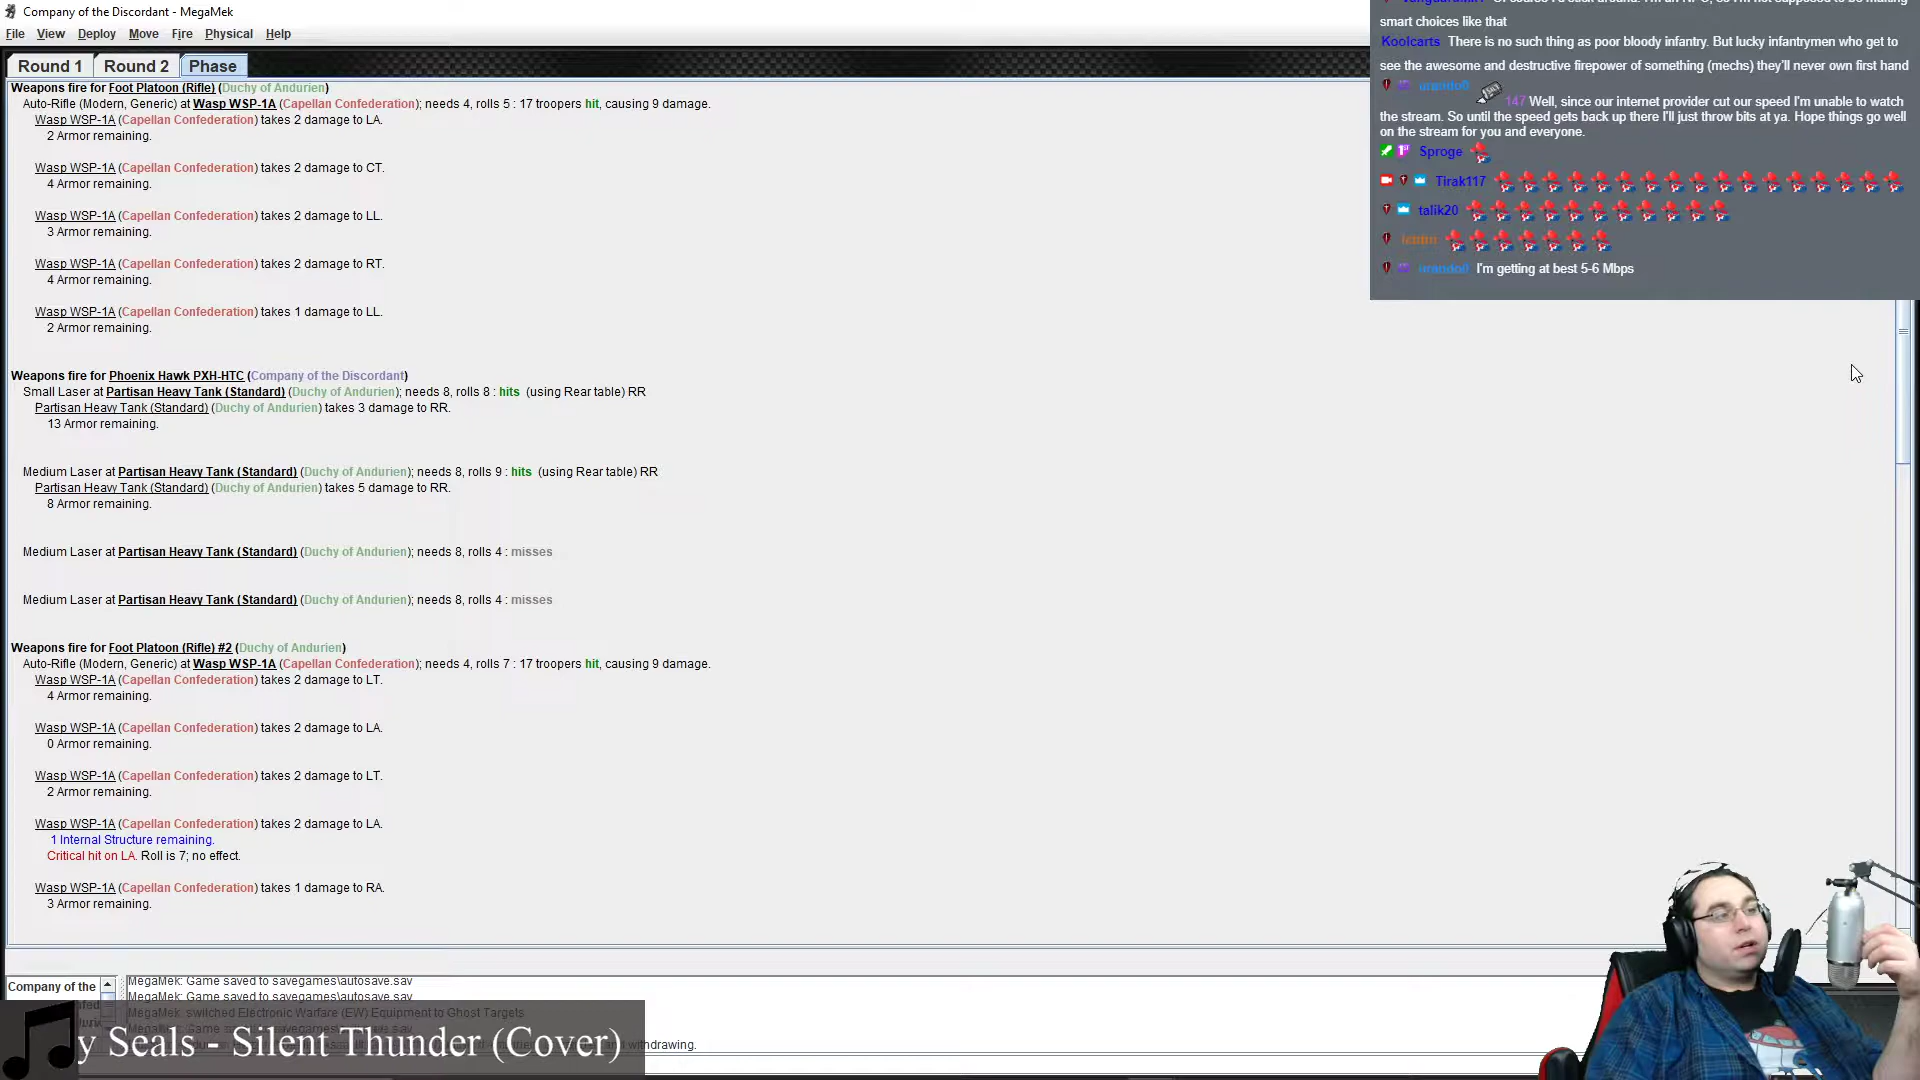 Company of the Discordant - MegaMek
File View Deploy Move Fire Physical Help
Round 1 Round 2 Phase
Weapons fire for Foot Platoon (Rifle) (Duchy of Andurien)
Auto-Rifle (Modern, Generic) at Wasp WSP-1A (Capellan Confederation); needs 4, rolls 5 : 17 troopers hit, causing 9 damage.
Wasp WSP-1A (Capellan Confederation) takes 2 damage to LA.
2 Armor remaining.
Wasp WSP-1A (Capellan Confederation) takes 2 damage to CT.
4 Armor remaining.
Wasp WSP-1A (Capellan Confederation) takes 2 damage to LL.
3 Armor remaining.
Wasp WSP-1A (Capellan Confederation) takes 2 damage to RT.
4 Armor remaining.
Wasp WSP-1A (Capellan Confederation) takes 1 damage to LL.
2 Armor remaining.
Weapons fire for Phoenix Hawk PXH-HTC (Company of the Discordant)
Small Laser at Partisan Heavy Tank (Standard) (Duchy of Andurien); needs 8, rolls 8 : hits (using Rear table) RR
Partisan Heavy Tank (Standard) (Duchy of Andurien) takes 3 damage to RR.
13 Armor remaining.
Medium Laser at Partisan Heavy Tank (Standard) (Duchy of Andurien); needs 8, rolls 9 : hits (using Rear table) RR
Partisan Heavy Tank (Standard) (Duchy of Andurien) takes 5 damage to RR.
8 Armor remaining.
Medium Laser at Partisan Heavy Tank (Standard) (Duchy of Andurien); needs 8, rolls 4 : misses
Medium Laser at Partisan Heavy Tank (Standard) (Duchy of Andurien); needs 8, rolls 4 : misses
Weapons fire for Foot Platoon (Rifle) #2 (Duchy of Andurien)
Auto-Rifle (Modern, Generic) at Wasp WSP-1A (Capellan Confederation); needs 4, rolls 7 : 17 troopers hit, causing 9 damage.
Wasp WSP-1A (Capellan Confederation) takes 2 damage to LT.
4 Armor remaining.
Wasp WSP-1A (Capellan Confederation) takes 2 damage to LA.
0 Armor remaining.
Wasp WSP-1A (Capellan Confederation) takes 2 damage to LT.
2 Armor remaining.
Wasp WSP-1A (Capellan Confederation) takes 2 damage to LA.
1 Internal Structure remaining.
Critical hit on LA. Roll is 7; no effect.
Wasp WSP-1A (Capellan Confederation) takes 1 damage to RA.
3 Armor remaining.
smart choices like that
Koolcarts There is no such thing as poor bloody infantry. But lucky infantrymen who get to
see the awesome and destructive firepower of something (mechs) they'll never own first hand
147 Well, since our internet provider cut our speed I'm unable to watch
the stream. So until the speed gets back up there I'll just throw bits at ya. Hope things go well
on the stream for you and everyone.
Sproge
Tirak117
talik20
I'm getting at best 5-6 Mbps
Company of the
MegaMek: Game saved to savegames\autosave.sav
MegaMek: Game saved to savegames\autosave.sav
MegaMek: switched Electronic Warfare (EW) Equipment to Ghost Targets
withdrawing.
y Seals - Silent Thunder (Cover)